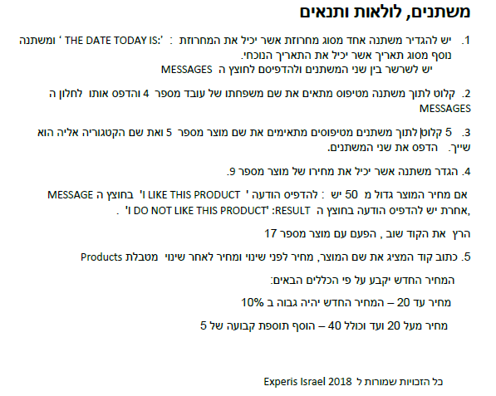 משתנים, לולאות ותנאים
1. יש להגדיר משתנה אחד מסוג מחרוזת אשר יכיל את המחרוזת : 'THE DATE TODAY IS: ' ומשתנה
נוסף מסוג תאריך אשר יכיל את התאריך הנוכחי.
יש לשרשר בין שני המשתנים ולהדפיסם לחוצץ ה MESSAGES
2. קלוט לתוך משתנה מטיפוס מתאים את שם משפחתו של עובד מספר 4 והדפס אותו לחלון ה
MESSAGES
3. 5 קלוט לתוך משתנים מטיפוסים מתאימים את שם מוצר מספר 5 ואת שם הקטגוריה אליה הוא
שייך. הדפס את שני המשתנים.
4. הגדר משתנה אשר יכיל את מחירו של מוצר מספר 9.
אם מחיר המוצר גדול מ 50 יש : להדפיס הודעה ' I LIKE THIS PRODUCT' בחוצץ ה MESSAGE
,אחרת יש להדפיס הודעה בחוצץ ה RESULT: 'I DO NOT LIKE THIS PRODUCT' .
הרץ את הקוד שוב , הפעם עם מוצר מספר 17
5. כתוב קוד המציג את שם המוצר, מחיר לפני שינוי ומחיר לאחר שינוי מטבלת Products
המחיר החדש יקבע על פי הכללים הבאים:
מחיר עד 20 – המחיר החדש יהיה גבוה ב 10%
מחיר מעל 20 ועד וכולל 40 – הוסף תוספת קבועה של 5
כל הזכויות שמורות ל Experis Israel 2018